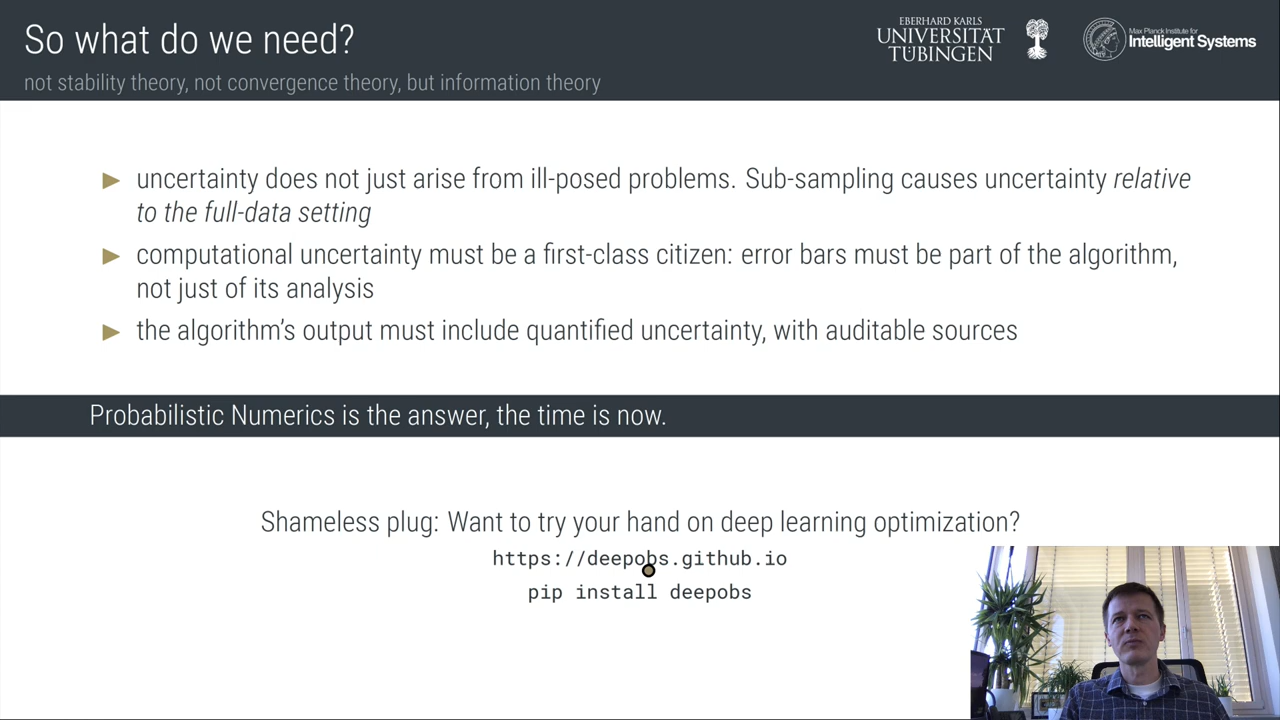 So what do we need?
not stability theory, not convergence theory, but information theory
EBERHARD KARLS
UNIVERSITÄT
TÜBINGEN
Max Planck Institute for
Intelligent Systems
► uncertainty does not just arise from ill-posed problems. Sub-sampling causes uncertainty relative
to the full-data setting
► computational uncertainty must be a first-class citizen: error bars must be part of the algorithm,
not just of its analysis
► the algorithm's output must include quantified uncertainty, with auditable sources
Probabilistic Numerics is the answer, the time is now.
Shameless plug: Want to try your hand on deep learning optimization?
https://deepobs.github.io
pip install deepobs